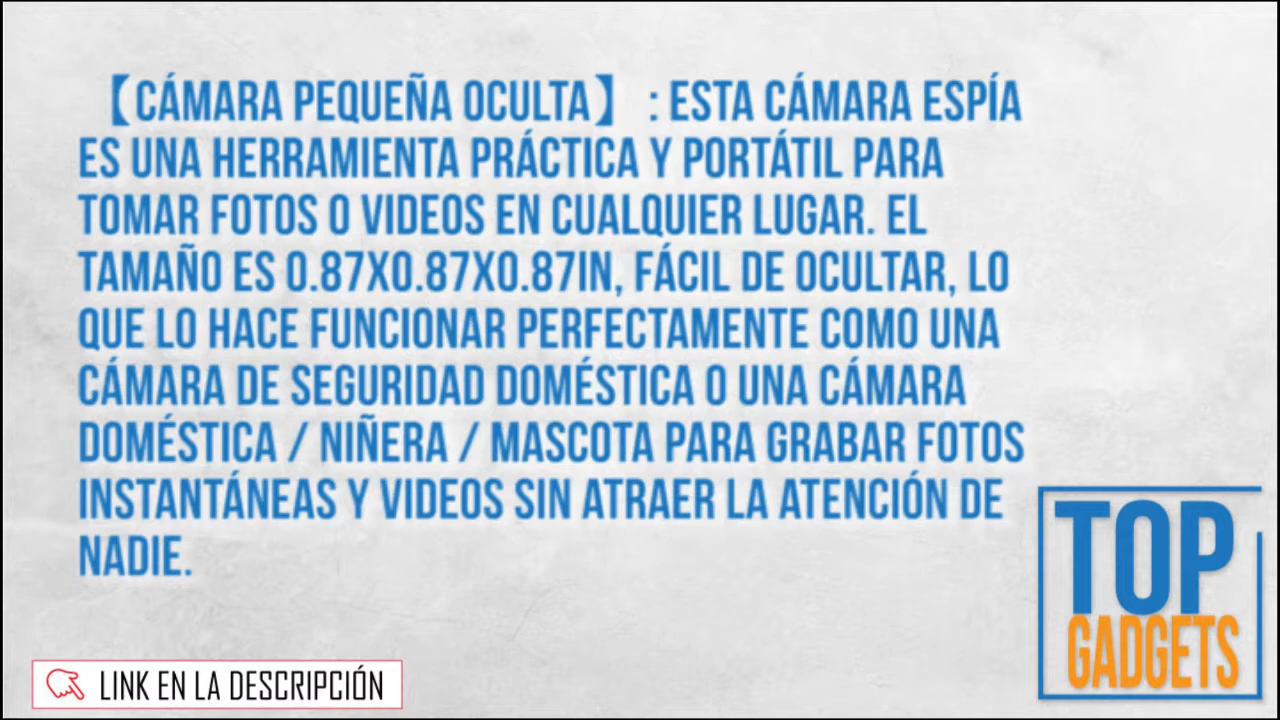 【CÁMARA PEQUEÑA OCULTA】 : ESTA CÁMARA ESPÍA
ES UNA HERRAMIENTA PRÁCTICA Y PORTÁTIL PARA
TOMAR FOTOS O VIDEOS EN CUALQUIER LUGAR. EL
TAMAÑO ES 0.87X0.87X0.87IN, FÁCIL DE OCULTAR, LO
QUE LO HACE FUNCIONAR PERFECTAMENTE COMO UNA
CÁMARA DE SEGURIDAD DOMÉSTICA O UNA CÁMARA
DOMÉSTICA / NIÑERA / MASCOTA PARA GRABAR FOTOS
INSTANTÁNEAS Y VIDEOS SIN ATRAER LA ATENCIÓN DE
NADIE.
TOP
GADGETS
LINK EN LA DESCRIPCIÓN